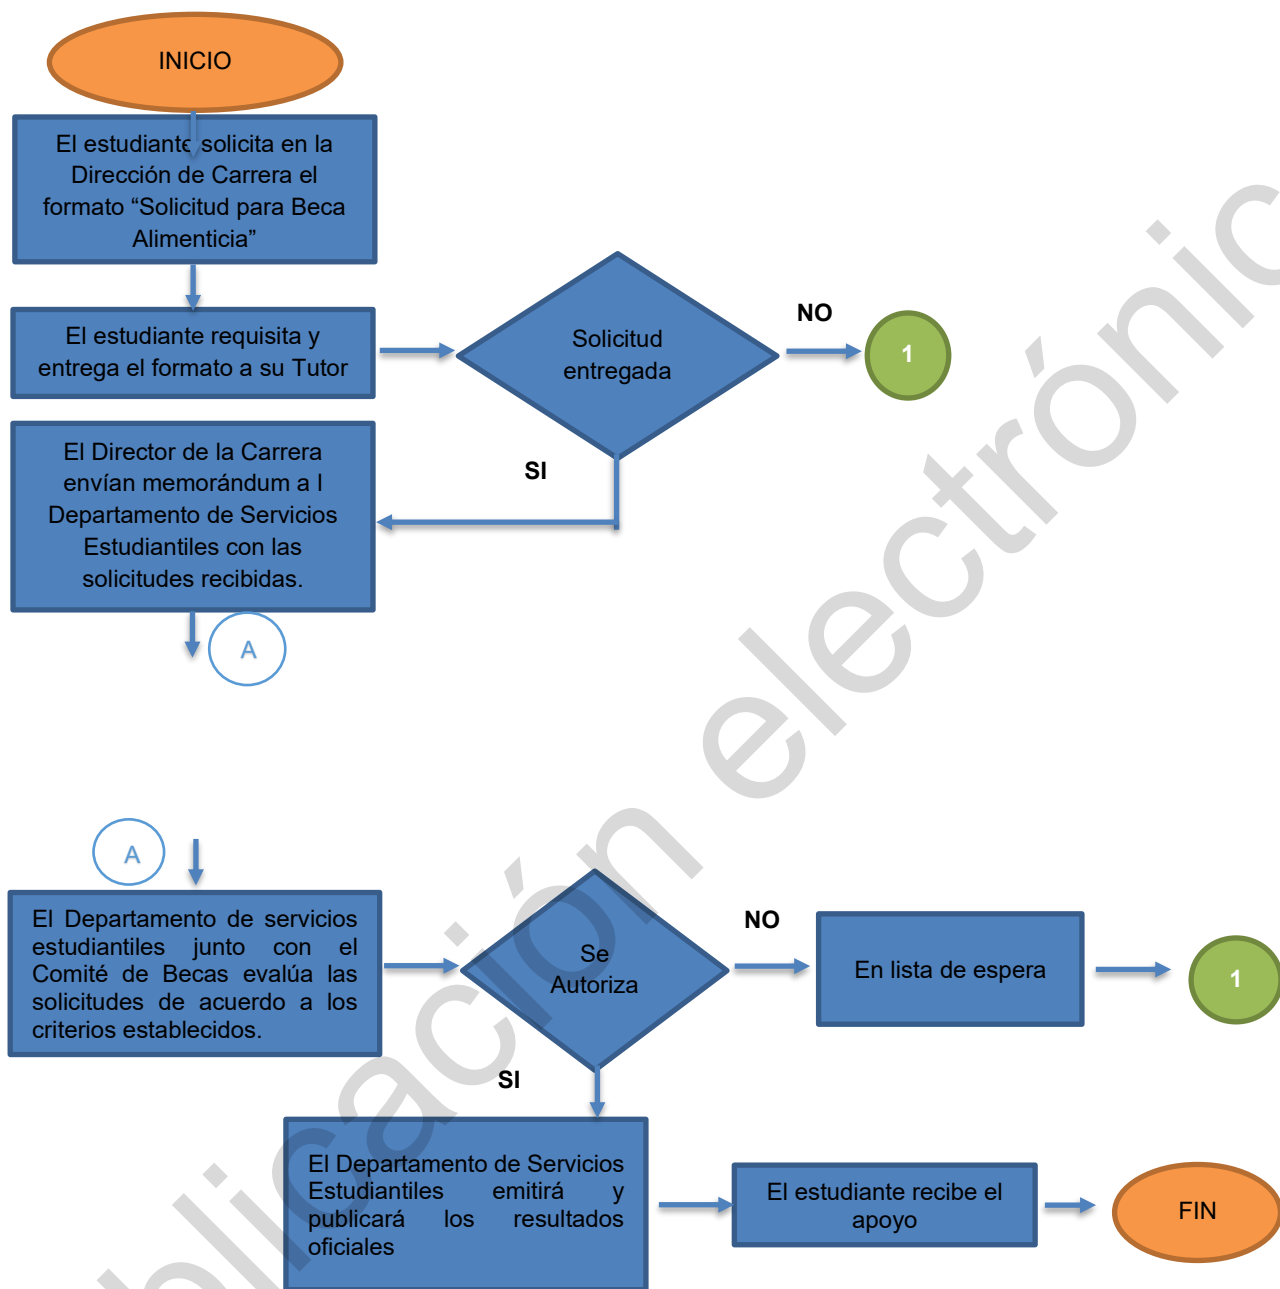 INICIO
El estudiante solicita en la
Dirección de Carrera el
formato “Solicitud para Beca
Alimenticia”
El estudiante requisita y
entrega el formato a su Tutor
Solicitud
entregada
NO
1
SI
El Director de la Carrera
envían memorándum a l
Departamento de Servicios
Estudiantiles con las
solicitudes recibidas.
A
A
El Departamento de servicios
estudiantiles junto con el
Comité de Becas evalúa las
solicitudes de acuerdo a los
criterios establecidos.
Se
Autoriza
NO
En lista de espera
1
SI
El Departamento de Servicios
Estudiantiles emitirá y
publicará los resultados
oficiales
El estudiante recibe el
apoyo
FIN
blicación electrónic